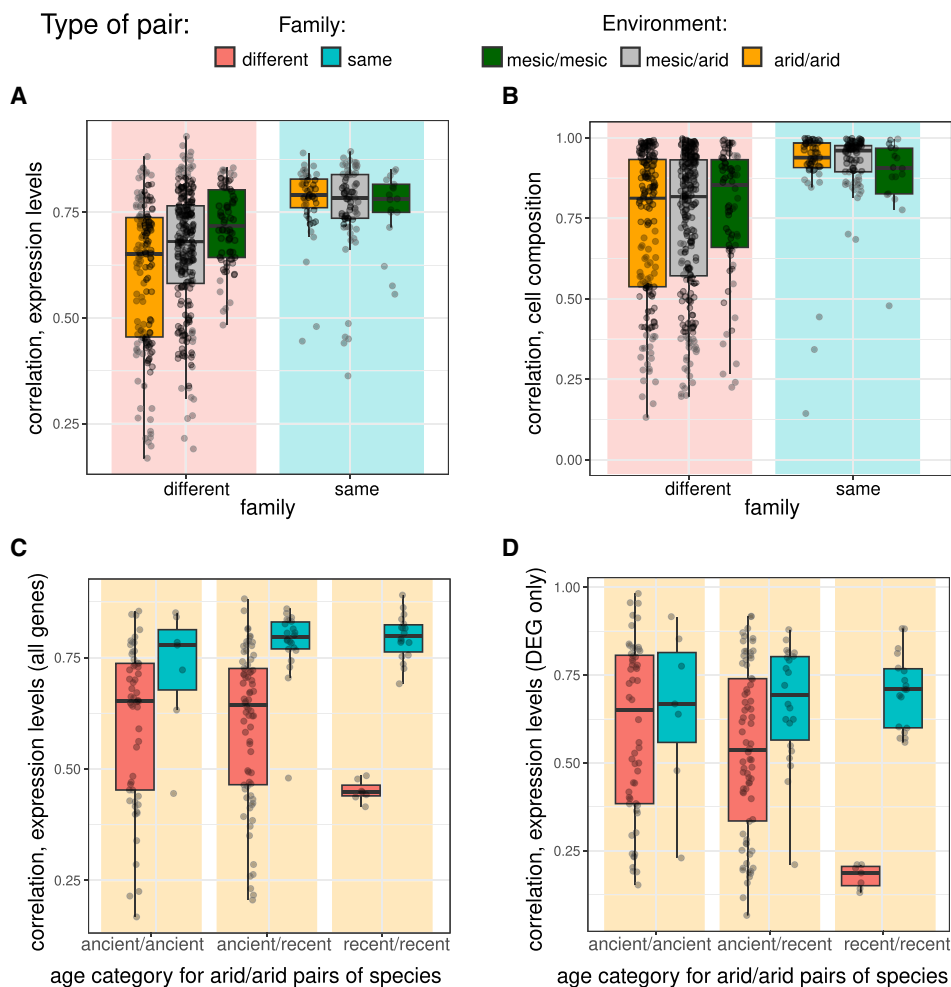 Type of pair:
Family:
Environment:
different
same
mesic/mesic
mesic/arid
arid/arid
A
correlation, expression levels
0.75
0.50
0.25
different
same
family
B
correlation, cell composition
1.00
0.75
0.50
0.25
0.00
different
same
family
C
correlation, expression levels (all genes)
0.75
0.50
0.25
ancient/ancient
ancient/recent
recent/recent
age category for arid/arid pairs of species
D
correlation, expression levels (DEG only)
1.00
0.75
0.50
0.25
ancient/ancient
ancient/recent
recent/recent
age category for arid/arid pairs of species